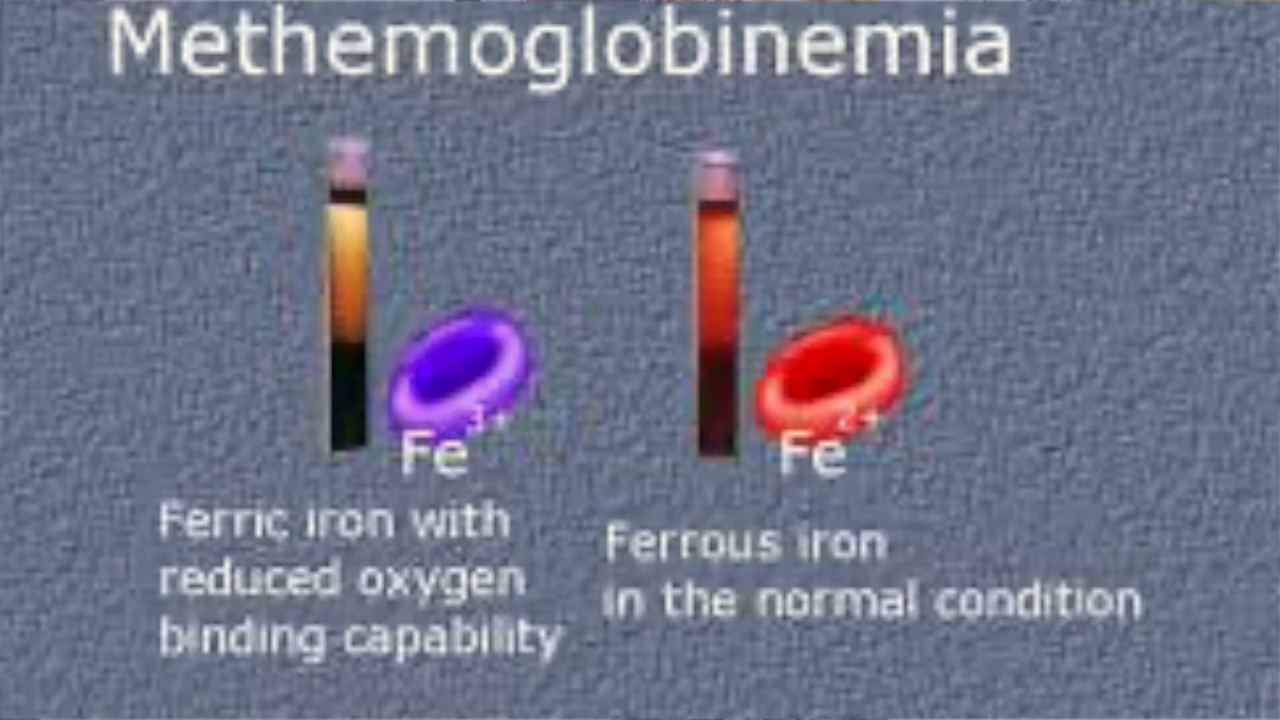 Methemoglobinemia
Fe3+
Fe2+
Ferric iron with
reduced oxygen
binding capability
Ferrous iron
in the normal condition